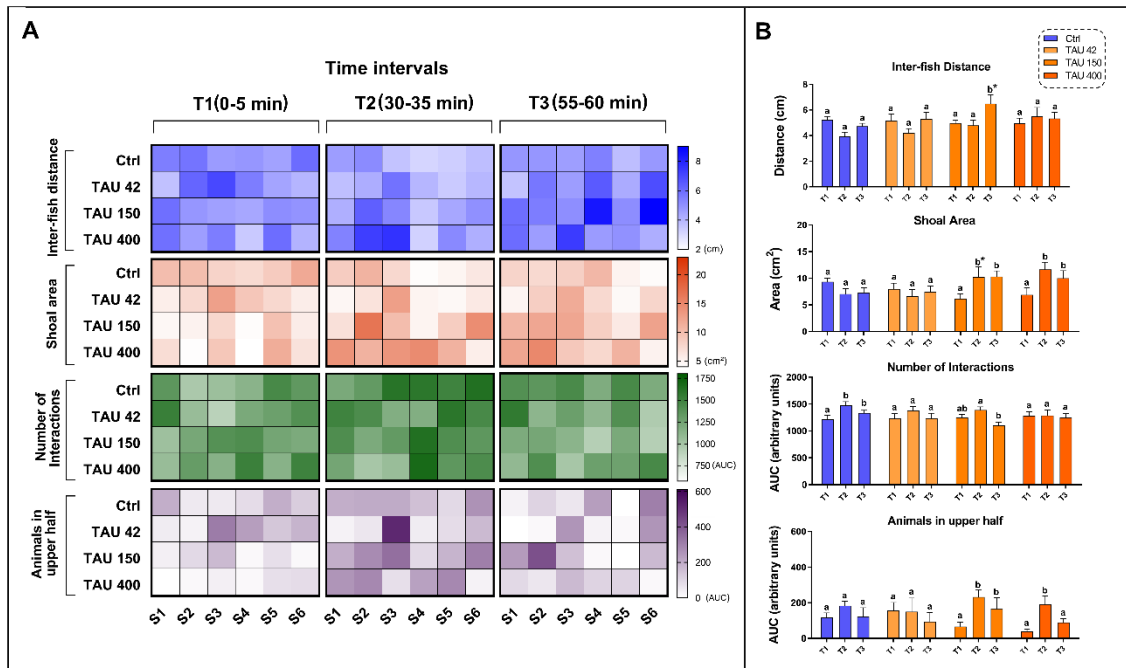 A
Time intervals
T1(0-5 min) T2(30-35 min) T3(55-60 min)
Inter-fish distance
Ctrl
TAU 42
TAU 150
TAU 400
8
6
4
2 (cm)
Shoal area
Ctrl
TAU 42
TAU 150
TAU 400
20
15
10
5 (cm²)
Number of Interactions
Ctrl
TAU 42
TAU 150
TAU 400
1750
1500
1250
1000
750 (AUC)
Animals in upper half
Ctrl
TAU 42
TAU 150
TAU 400
600
400
200
0 (AUC)
S1 S2 S3 S4 S5 S6 S1 S2 S3 S4 S5 S6 S1 S2 S3 S4 S5 S6
B
Ctrl
TAU 42
TAU 150
TAU 400
Inter-fish Distance
Distance (cm)
8
6
4
2
0
a a a a a a a a b* a a a
T1 T2 T3 T1 T2 T3 T1 T2 T3 T1 T2 T3
Shoal Area
Area (cm²)
20
15
10
5
0
a b b a a a a b* b a b b
T1 T2 T3 T1 T2 T3 T1 T2 T3 T1 T2 T3
Number of Interactions
AUC (arbitrary units)
2000
1500
1000
500
0
a b b a a a ab a b a a a
T1 T2 T3 T1 T2 T3 T1 T2 T3 T1 T2 T3
Animals in upper half
AUC (arbitrary units)
600
400
200
0
a a a a a a a b b a b a
T1 T2 T3 T1 T2 T3 T1 T2 T3 T1 T2 T3